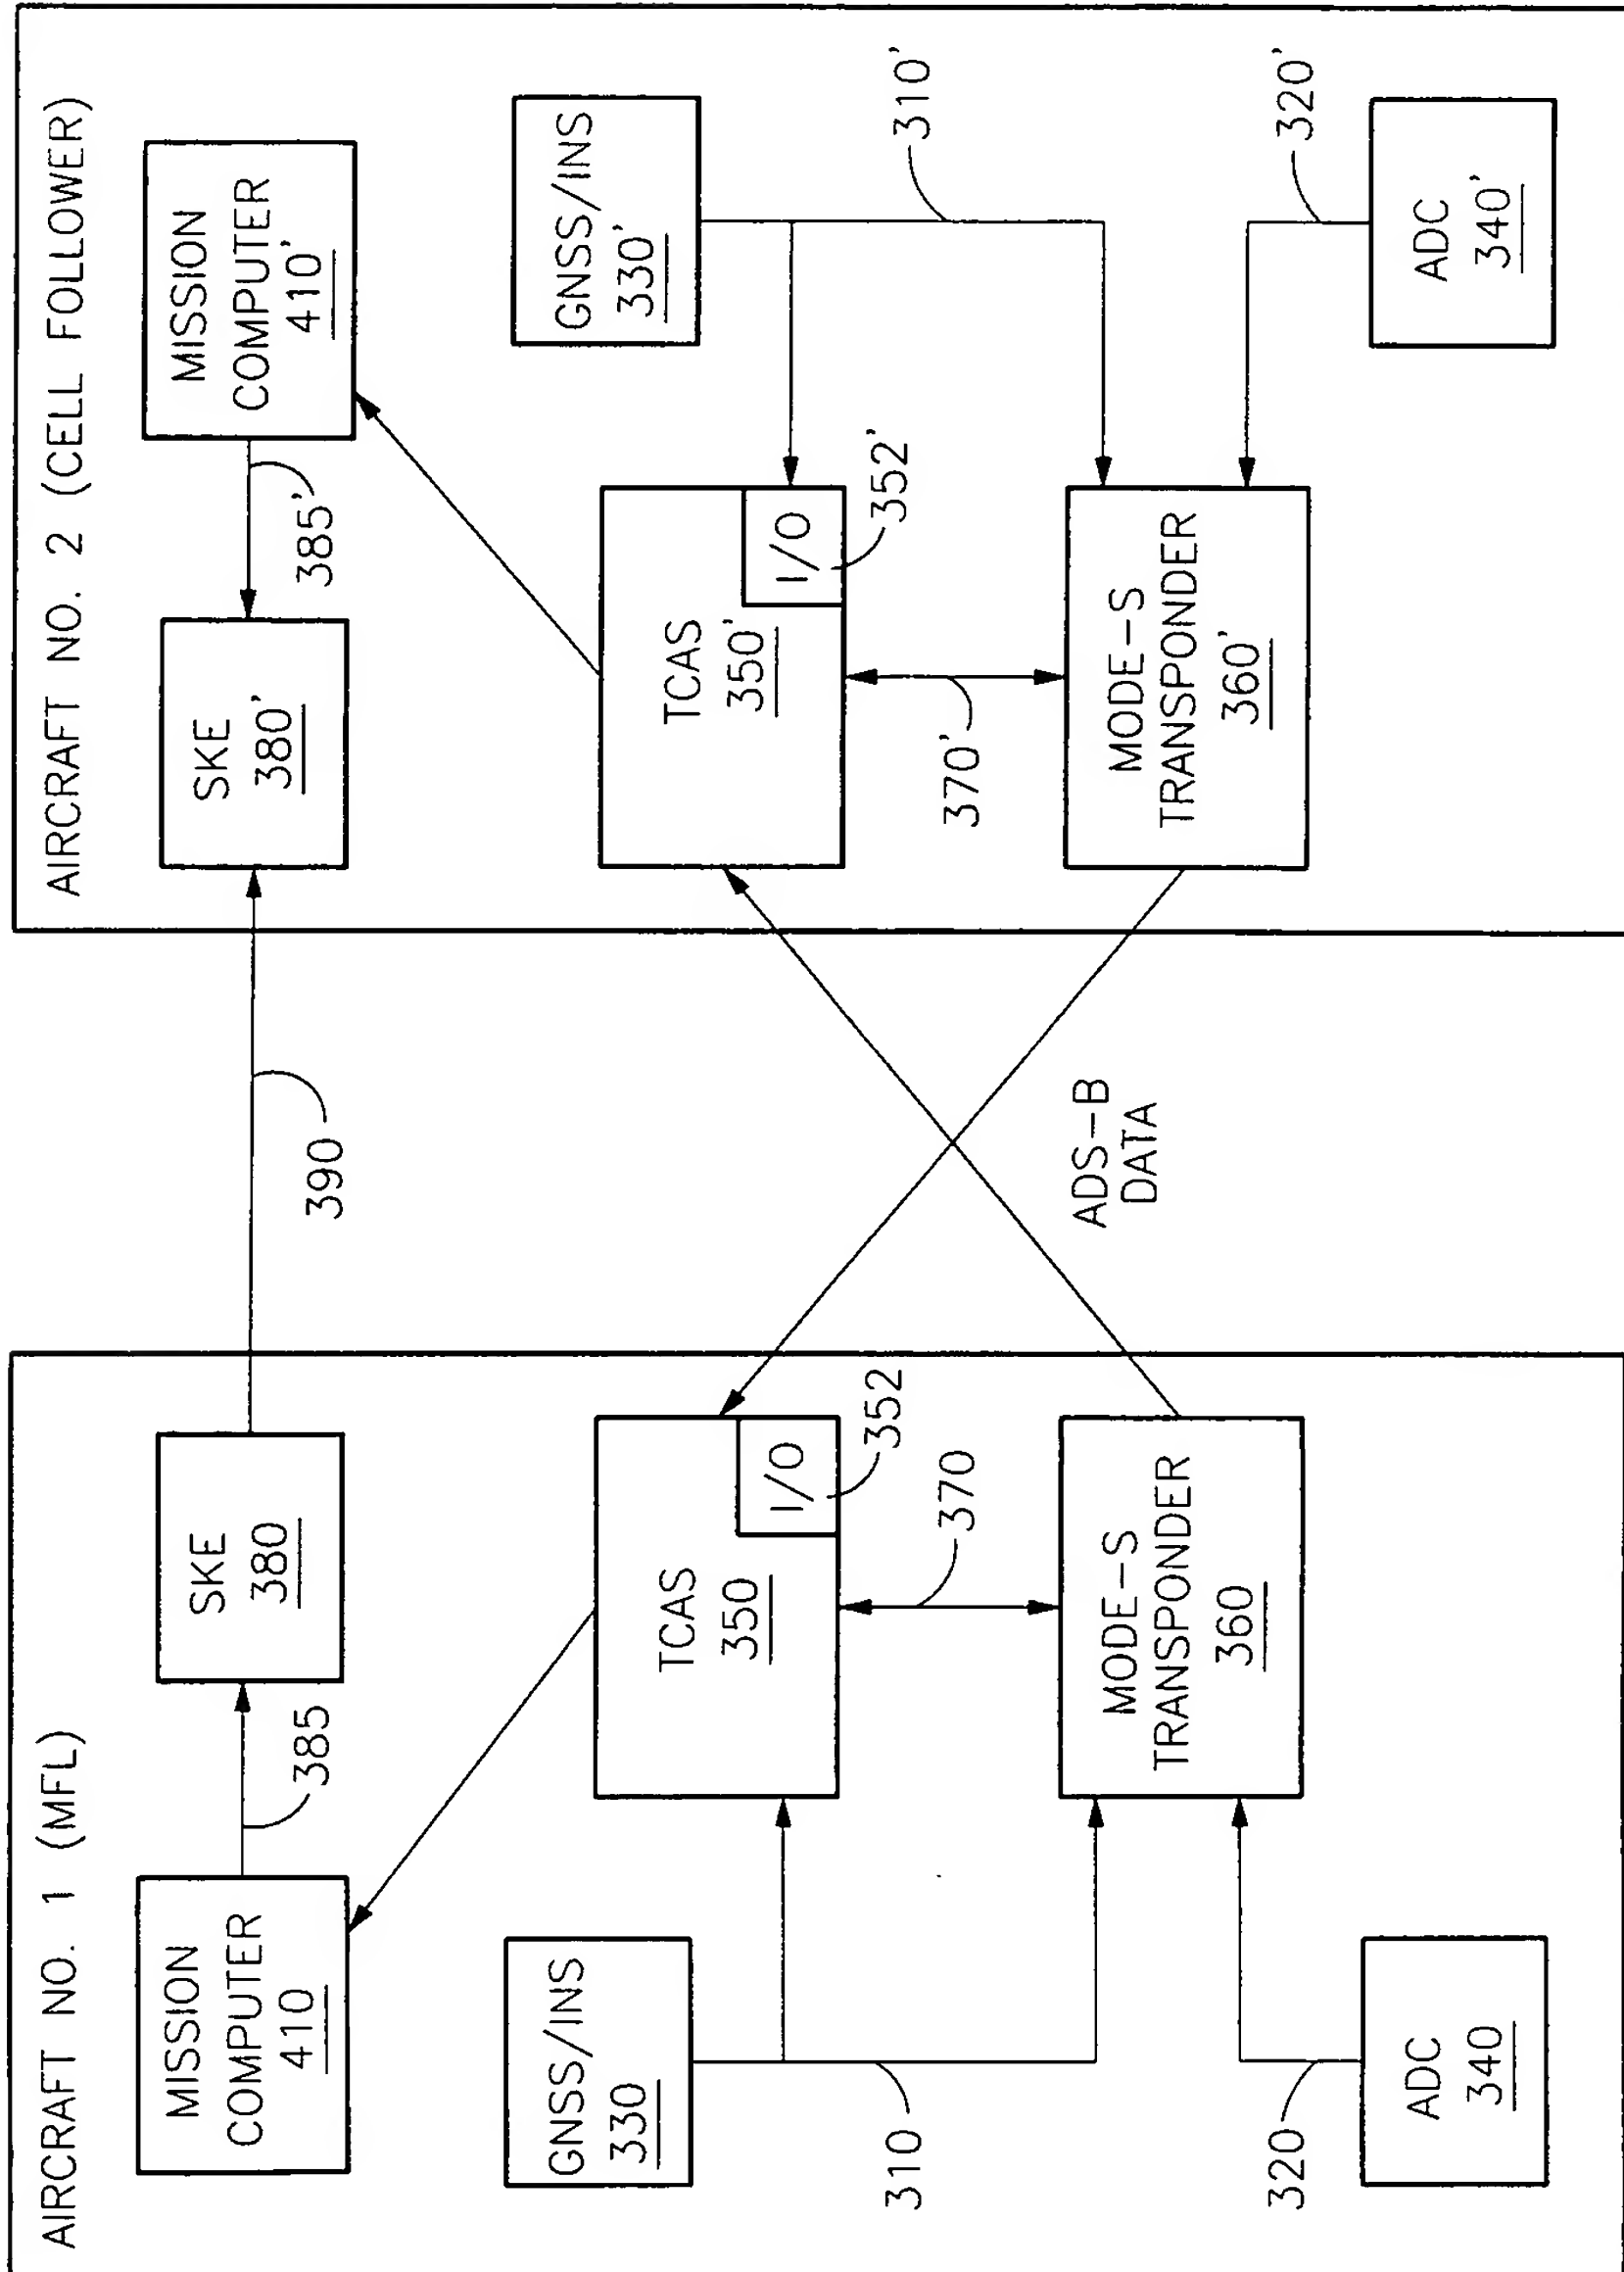 AIRCRAFT NO. 1 (MFL)
MISSION
COMPUTER
410
385
SKE
380
GNSS/INS
330
310
TCAS
350
I/O
352
370
MODE-S
TRANSPONDER
360
320
ADC
340
390
ADS-B
DATA
AIRCRAFT NO. 2 (CELL FOLLOWER)
SKE
380'
385'
MISSION
COMPUTER
410'
TCAS
350'
I/O
352'
GNSS/INS
330'
310'
370'
MODE-S
TRANSPONDER
360'
320'
ADC
340'